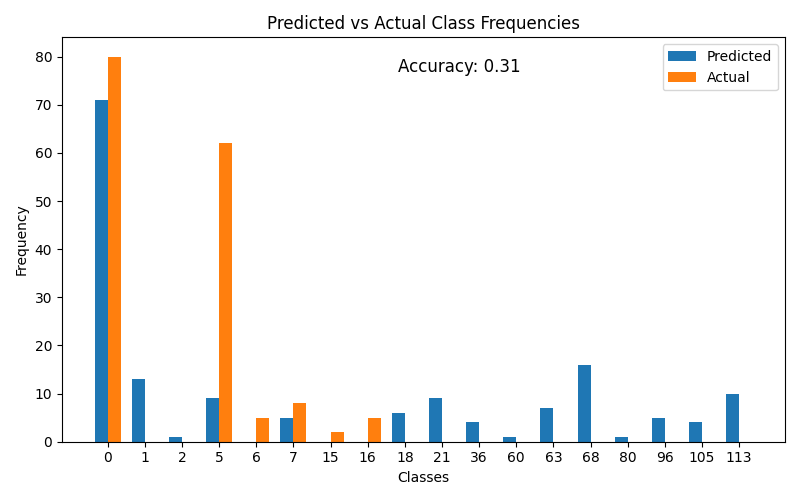 Predicted vs Actual Class Frequencies
Accuracy: 0.31
Predicted
Actual
Frequency
80
70
60
50
40
30
20
10
0
0 1 2 5 6 7 15 16 18 21 36 60 63 68 80 96 105 113
Classes